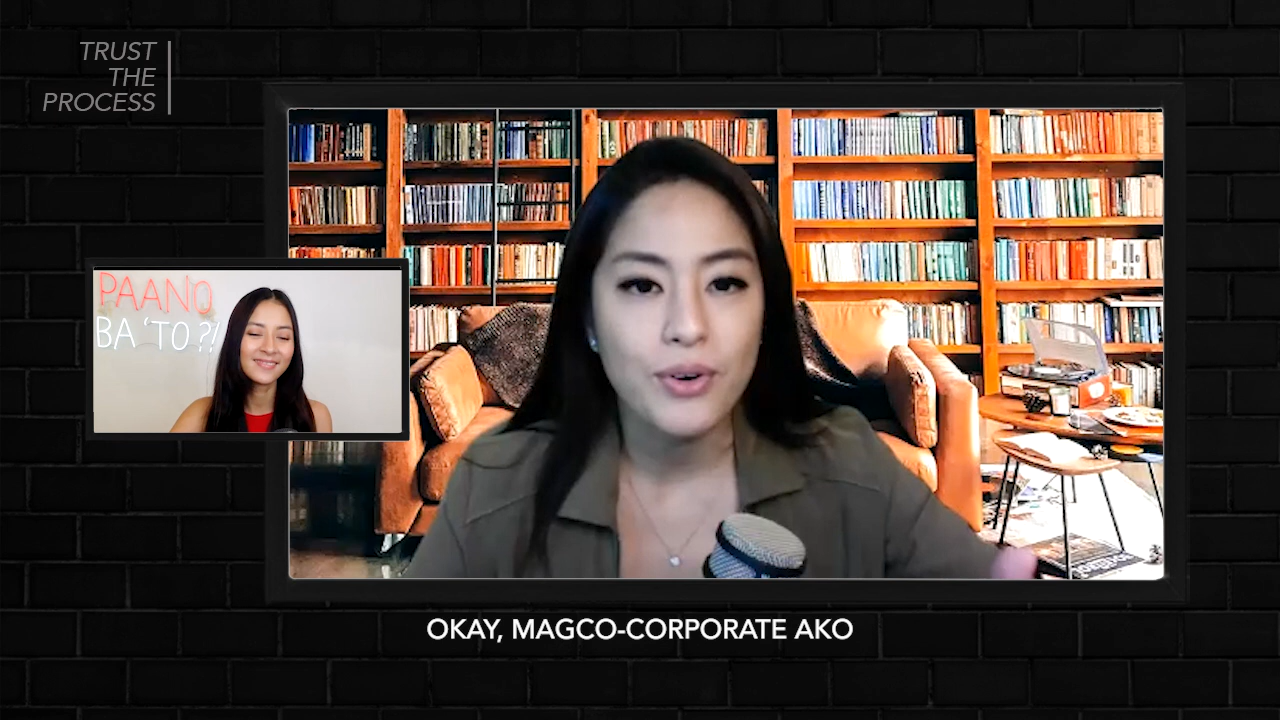 TRUST
THE
PROCESS
PAANO
BA ‘TO ?!
OKAY, MAGCO-CORPORATE AKO